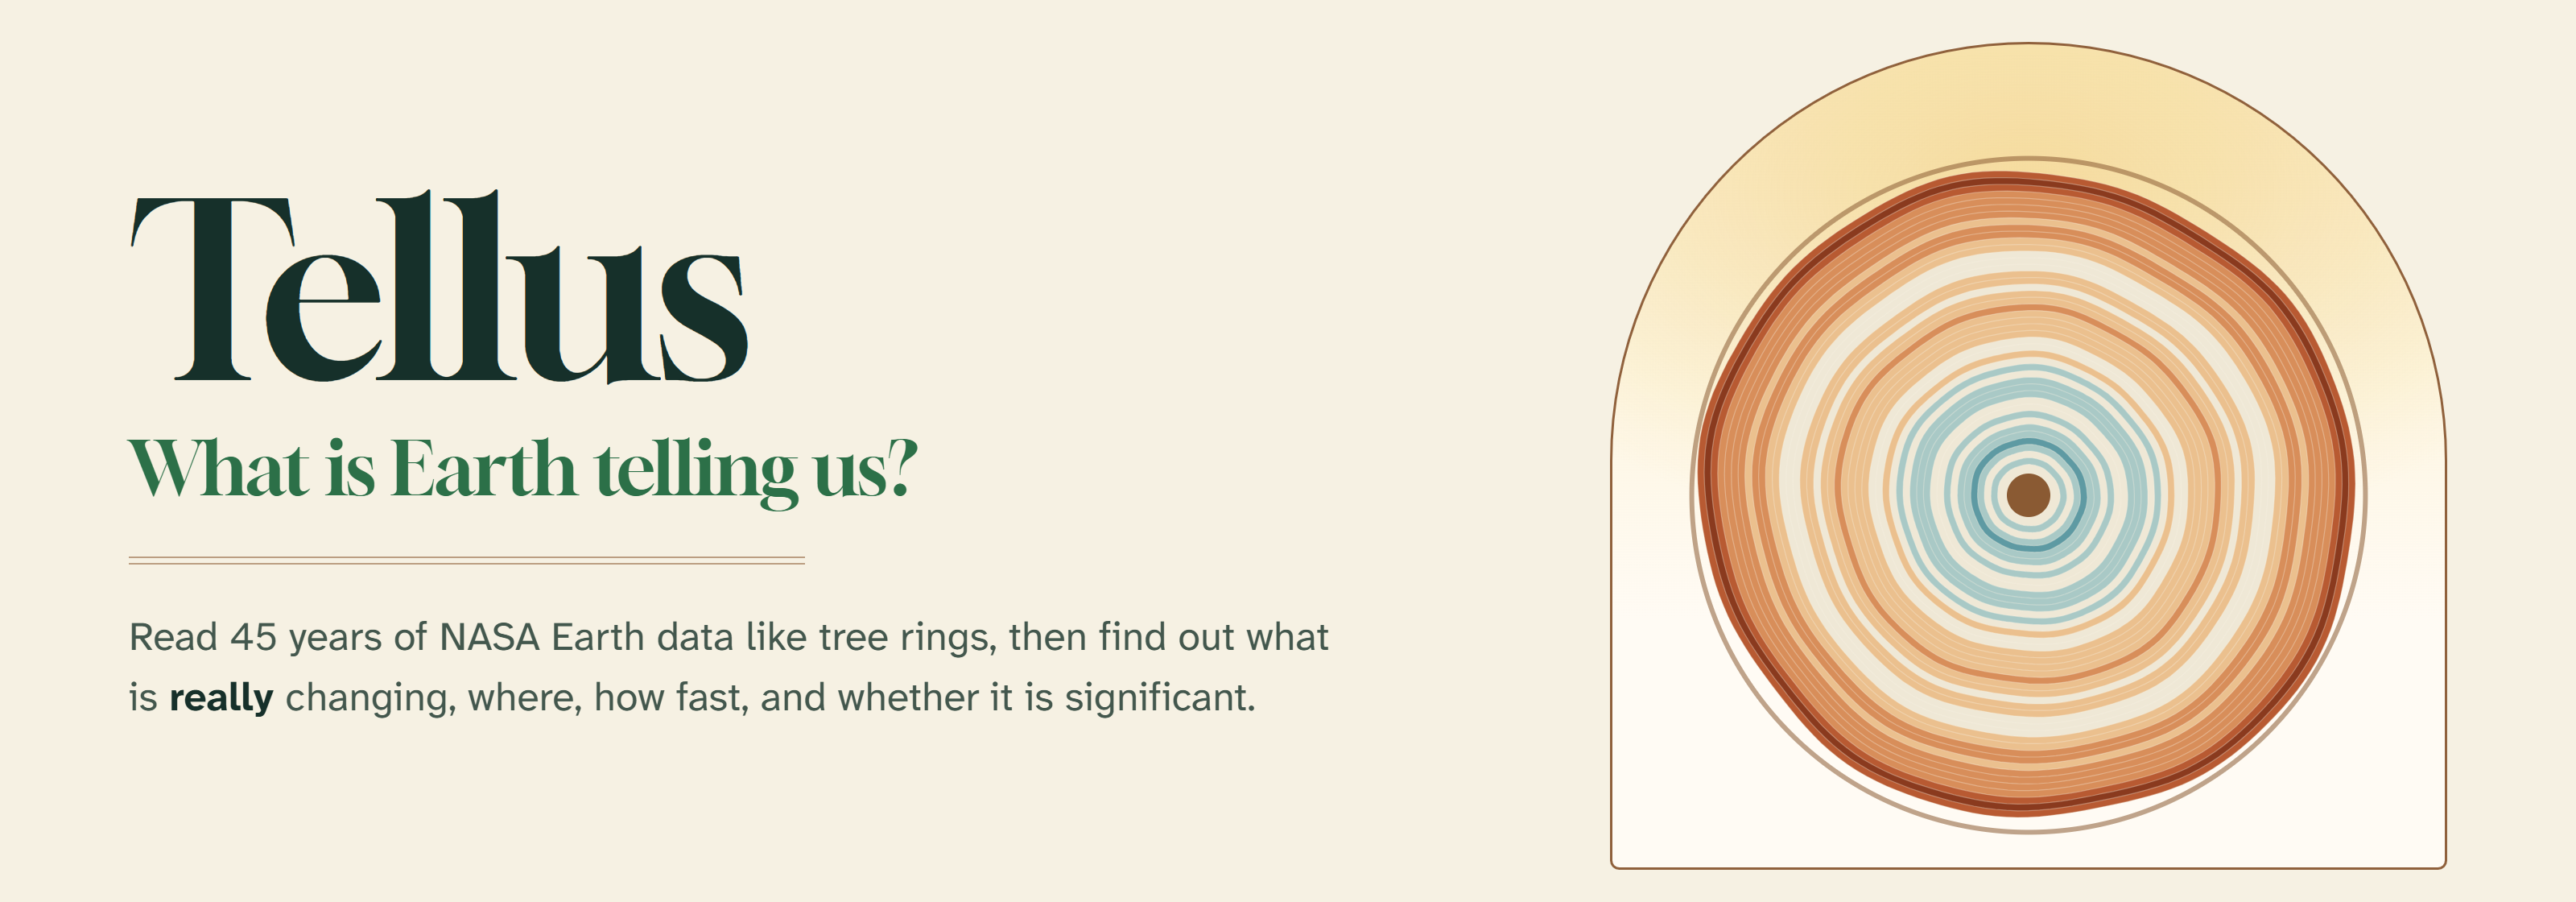 Tellus
What is Earth telling us?
Read 45 years of NASA Earth data like tree rings, then find out what
is really changing, where, how fast, and whether it is significant.